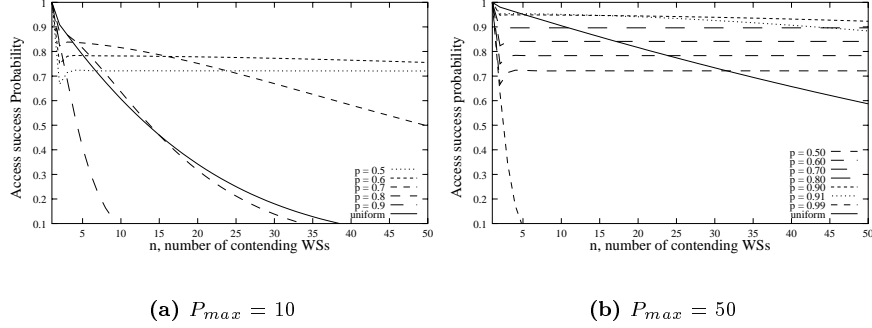 Access success Probability
1
0.9
0.8
0.7
0.6
0.5
0.4
0.3
0.2
0.1
5 10 15 20 25 30 35 40 45 50
n, number of contending WSs
p = 0.5
p = 0.6
p = 0.7
p = 0.8
p = 0.9
uniform
(a) P_max = 10
Access success probability
1
0.9
0.8
0.7
0.6
0.5
0.4
0.3
0.2
0.1
5 10 15 20 25 30 35 40 45 50
n, number of contending WSs
p = 0.50
p = 0.60
p = 0.70
p = 0.80
p = 0.90
p = 0.91
p = 0.99
uniform
(b) P_max = 50